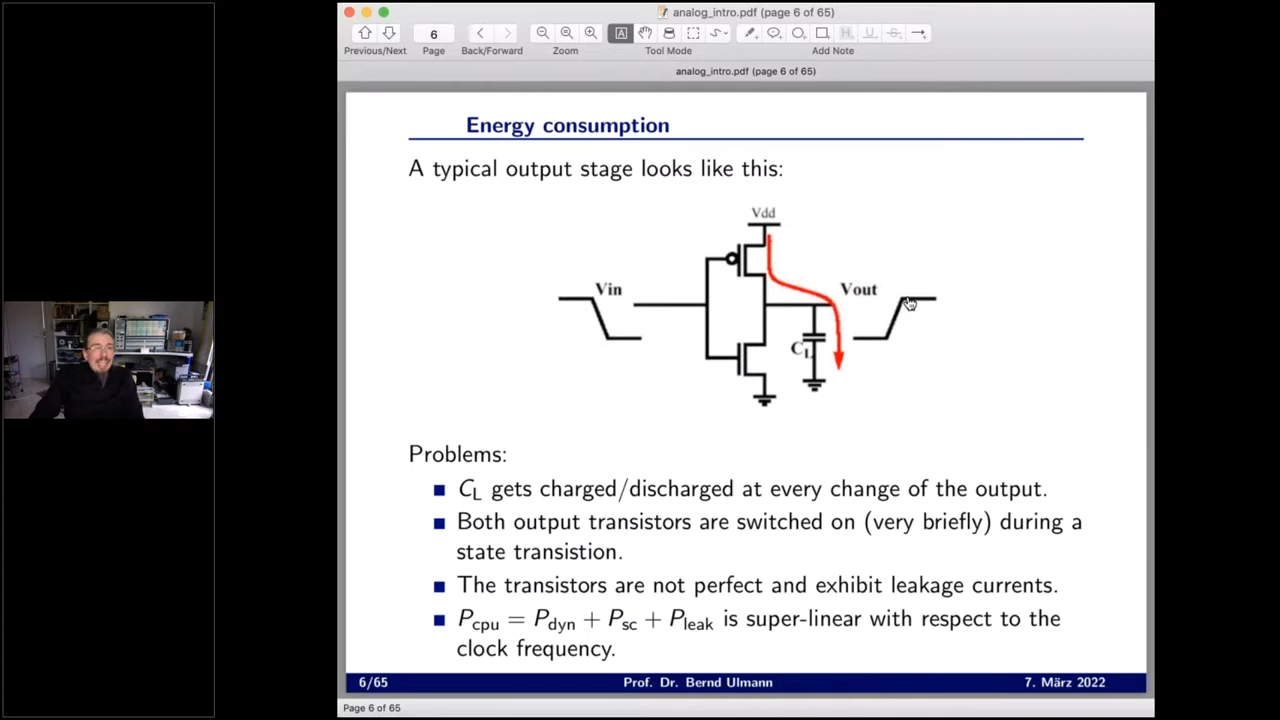 analog_intro.pdf (page 6 of 65)
6
Previous/Next
Page
Back/Forward
Zoom
Tool Mode
Add Note
analog_intro.pdf (page 6 of 65)
Energy consumption
A typical output stage looks like this:
Vdd
Vin
Vout
CL
Problems:
■ CL gets charged/discharged at every change of the output.
■ Both output transistors are switched on (very briefly) during a
state transistion.
■ The transistors are not perfect and exhibit leakage currents.
■ Pcpu = Pdyn + Psc + Pleak is super-linear with respect to the
clock frequency.
6/65 Prof. Dr. Bernd Ulmann 7. März 2022
Page 6 of 65